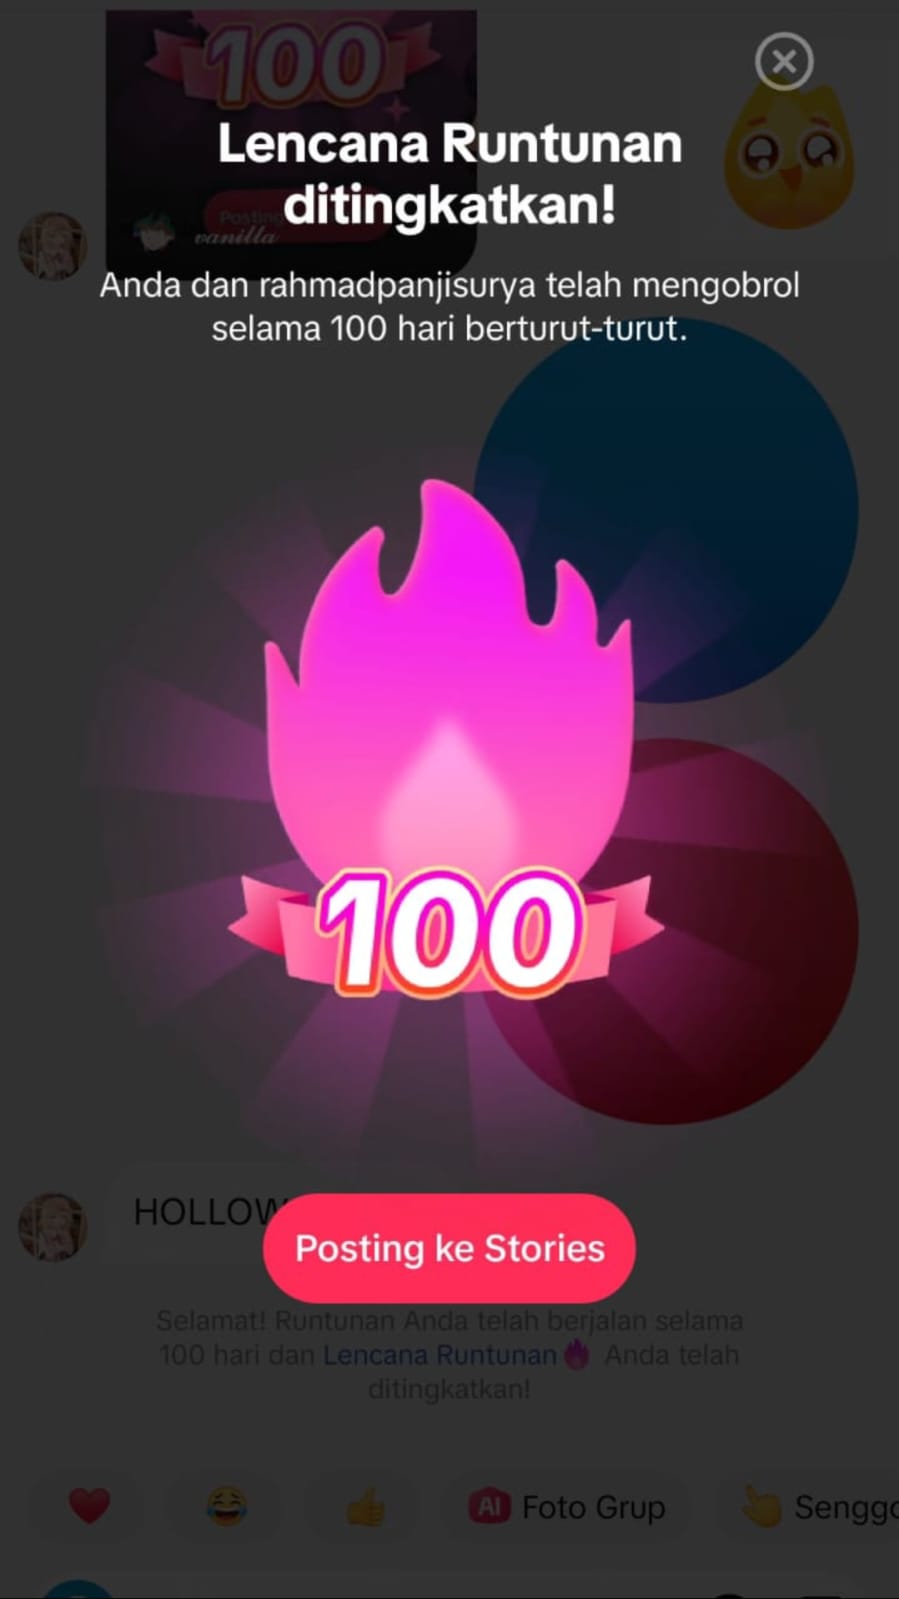 100
Lencana Runtunan
ditingkatkan!
Posting
vanilla
Anda dan rahmadpanjisurya telah mengobrol
selama 100 hari berturut-turut.
100
HOLLOW
Posting ke Stories
Selamat! Runtunan Anda telah berjalan selama
100 hari dan Lencana Runtunan Anda telah
ditingkatkan!
AI Foto Grup
Senggo